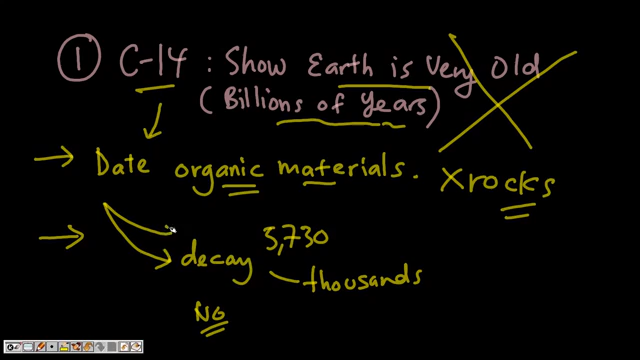 ① C-14 : Show Earth is Very Old
(Billions of Years)
Date organic materials. X rocks
decay 5,730
thousands
No